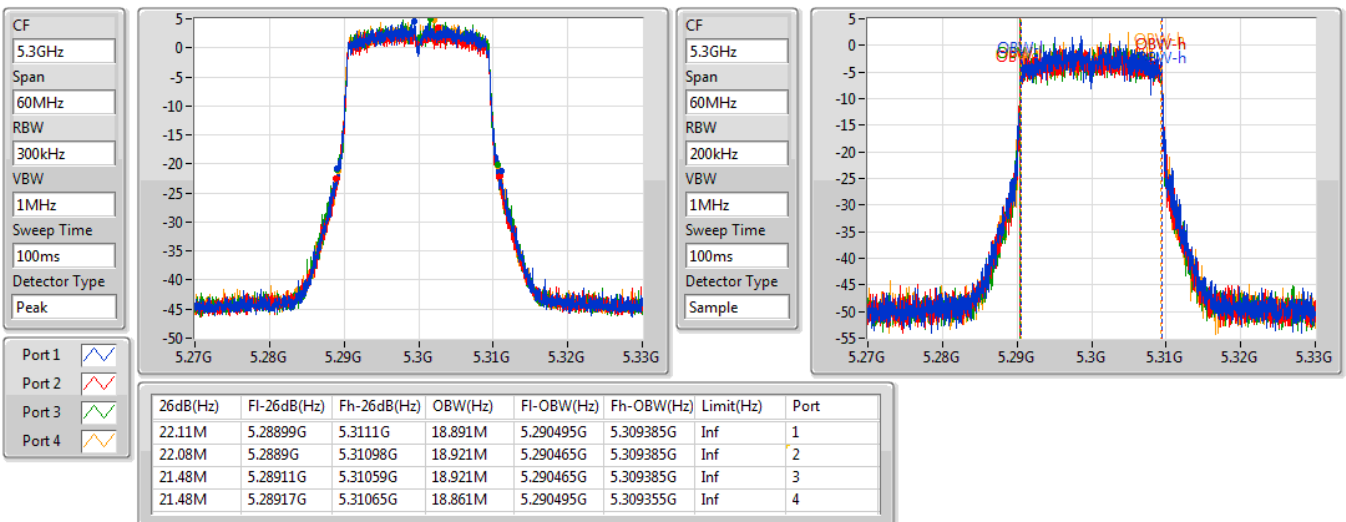 CF
5.3GHz
Span
60MHz
RBW
300kHz
VBW
1MHz
Sweep Time
100ms
Detector Type
Peak
5
0
-5
-10
-15
-20
-25
-30
-35
-40
-45
-50
5.27G 5.28G 5.29G 5.3G 5.31G 5.32G 5.33G
CF
5.3GHz
Span
60MHz
RBW
200kHz
VBW
1MHz
Sweep Time
100ms
Detector Type
Sample
5
0
-5
-10
-15
-20
-25
-30
-35
-40
-45
-50
-55
OBW-h
OBW-h
5.27G 5.28G 5.29G 5.3G 5.31G 5.32G 5.33G
Port 1
Port 2
Port 3
Port 4
26dB(Hz) Fl-26dB(Hz) Fh-26dB(Hz) OBW(Hz) Fl-OBW(Hz) Fh-OBW(Hz) Limit(Hz) Port
22.11M 5.28899G 5.3111G 18.891M 5.290495G 5.309385G Inf 1
22.08M 5.2889G 5.31098G 18.921M 5.290465G 5.309385G Inf 2
21.48M 5.28911G 5.31059G 18.921M 5.290465G 5.309385G Inf 3
21.48M 5.28917G 5.31065G 18.861M 5.290495G 5.309355G Inf 4